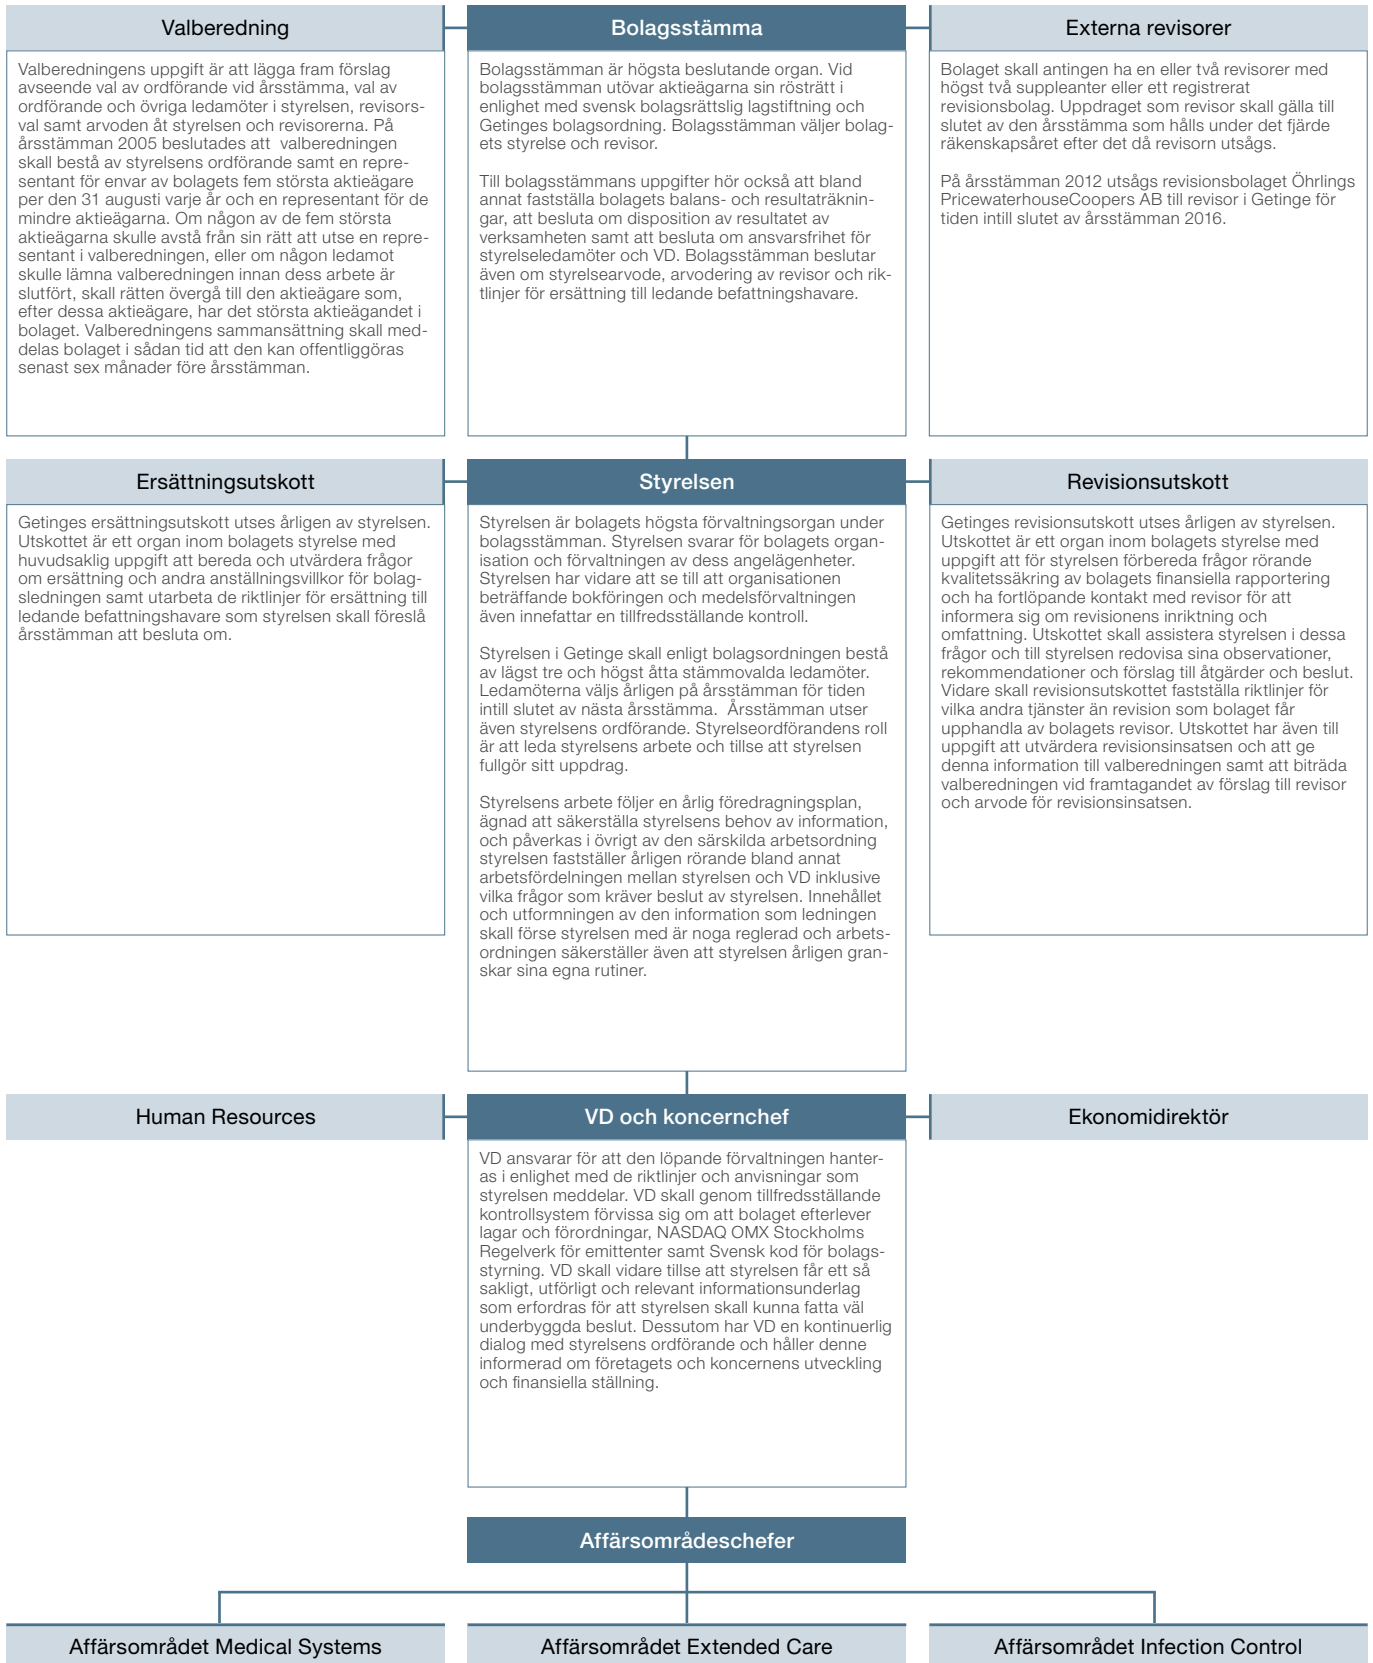 Valberedning
Valberedningens uppgift är att lägga fram förslag
avseende val av ordförande vid årsstämma, val av
ordförande och övriga ledamöter i styrelsen, revisors-
val samt arvoden åt styrelsen och revisorerna. På
årsstämman 2005 beslutades att  valberedningen
skall bestå av styrelsens ordförande samt en repre-
sentant för envar av bolagets fem största aktieägare
per den 31 augusti varje år och en representant för de
mindre aktieägarna. Om någon av de fem största
aktieägarna skulle avstå från sin rätt att utse en repre-
sentant i valberedningen, eller om någon ledamot
skulle lämna valberedningen innan dess arbete är
slutfört, skall rätten övergå till den aktieägare som,
efter dessa aktieägare, har det största aktieägandet i
bolaget. Valberedningens sammansättning skall med-
delas bolaget i sådan tid att den kan offentliggöras
senast sex månader före årsstämman.
Bolagsstämma
Bolagsstämman är högsta beslutande organ. Vid
bolagsstämman utövar aktieägarna sin rösträtt i
enlighet med svensk bolagsrättslig lagstiftning och
Getinges bolagsordning. Bolagsstämman väljer bolag-
ets styrelse och revisor.
Till bolagsstämmans uppgifter hör också att bland
annat fastställa bolagets balans- och resultaträknin-
gar, att besluta om disposition av resultatet av
verksamheten samt att besluta om ansvarsfrihet för
styrelseledamöter och VD. Bolagsstämman beslutar
även om styrelsearvode, arvodering av revisor och rik-
tlinjer för ersättning till ledande befattningshavare.
Externa revisorer
Bolaget skall antingen ha en eller två revisorer med
högst två suppleanter eller ett registrerat
revisionsbolag. Uppdraget som revisor skall gälla till
slutet av den årsstämma som hålls under det fjärde
räkenskapsåret efter det då revisorn utsågs.
På årsstämman 2012 utsågs revisionsbolaget Öhrlings
PricewaterhouseCoopers AB till revisor i Getinge för
tiden intill slutet av årsstämman 2016.
Ersättningsutskott
Getinges ersättningsutskott utses årligen av styrelsen.
Utskottet är ett organ inom bolagets styrelse med
huvudsaklig uppgift att bereda och utvärdera frågor
om ersättning och andra anställningsvillkor för bolag-
sledningen samt utarbeta de riktlinjer för ersättning till
ledande befattningshavare som styrelsen skall föreslå
årsstämman att besluta om.
Styrelsen
Styrelsen är bolagets högsta förvaltningsorgan under
bolagsstämman. Styrelsen svarar för bolagets organ-
isation och förvaltningen av dess angelägenheter.
Styrelsen har vidare att se till att organisationen
beträffande bokföringen och medelsförvaltningen
även innefattar en tillfredsställande kontroll.
Styrelsen i Getinge skall enligt bolagsordningen bestå
av lägst tre och högst åtta stämmovalda ledamöter.
Ledamöterna väljs årligen på årsstämman för tiden
intill slutet av nästa årsstämma.  Årsstämman utser
även styrelsens ordförande. Styrelseordförandens roll
är att leda styrelsens arbete och tillse att styrelsen
fullgör sitt uppdrag.
Styrelsens arbete följer en årlig föredragningsplan,
ägnad att säkerställa styrelsens behov av information,
och påverkas i övrigt av den särskilda arbetsordning
styrelsen fastställer årligen rörande bland annat
arbetsfördelningen mellan styrelsen och VD inklusive
vilka frågor som kräver beslut av styrelsen. Innehållet
och utformningen av den information som ledningen
skall förse styrelsen med är noga reglerad och arbets-
ordningen säkerställer även att styrelsen årligen gran-
skar sina egna rutiner.
Revisionsutskott
Getinges revisionsutskott utses årligen av styrelsen.
Utskottet är ett organ inom bolagets styrelse med
uppgift att för styrelsen förbereda frågor rörande
kvalitetssäkring av bolagets finansiella rapportering
och ha fortlöpande kontakt med revisor för att
informera sig om revisionens inriktning och
omfattning. Utskottet skall assistera styrelsen i dessa
frågor och till styrelsen redovisa sina observationer,
rekommendationer och förslag till åtgärder och beslut.
Vidare skall revisionsutskottet fastställa riktlinjer för
vilka andra tjänster än revision som bolaget får
upphandla av bolagets revisor. Utskottet har även till
uppgift att utvärdera revisionsinsatsen och att ge
denna information till valberedningen samt att biträda
valberedningen vid framtagandet av förslag till revisor
och arvode för revisionsinsatsen.
Human Resources
VD och koncernchef
Ekonomidirektör
VD ansvarar för att den löpande förvaltningen hanter-
as i enlighet med de riktlinjer och anvisningar som
styrelsen meddelar. VD skall genom tillfredsställande
kontrollsystem förvissa sig om att bolaget efterlever
lagar och förordningar, NASDAQ OMX Stockholms
Regelverk för emittenter samt Svensk kod för bolags-
styrning. VD skall vidare tillse att styrelsen får ett så
sakligt, utförligt och relevant informationsunderlag
som erfordras för att styrelsen skall kunna fatta väl
underbyggda beslut. Dessutom har VD en kontinuerlig
dialog med styrelsens ordförande och håller denne
informerad om företagets och koncernens utveckling
och finansiella ställning.
Affärsområdeschefer
Affärsområdet Medical Systems
Affärsområdet Extended Care
Affärsområdet Infection Control